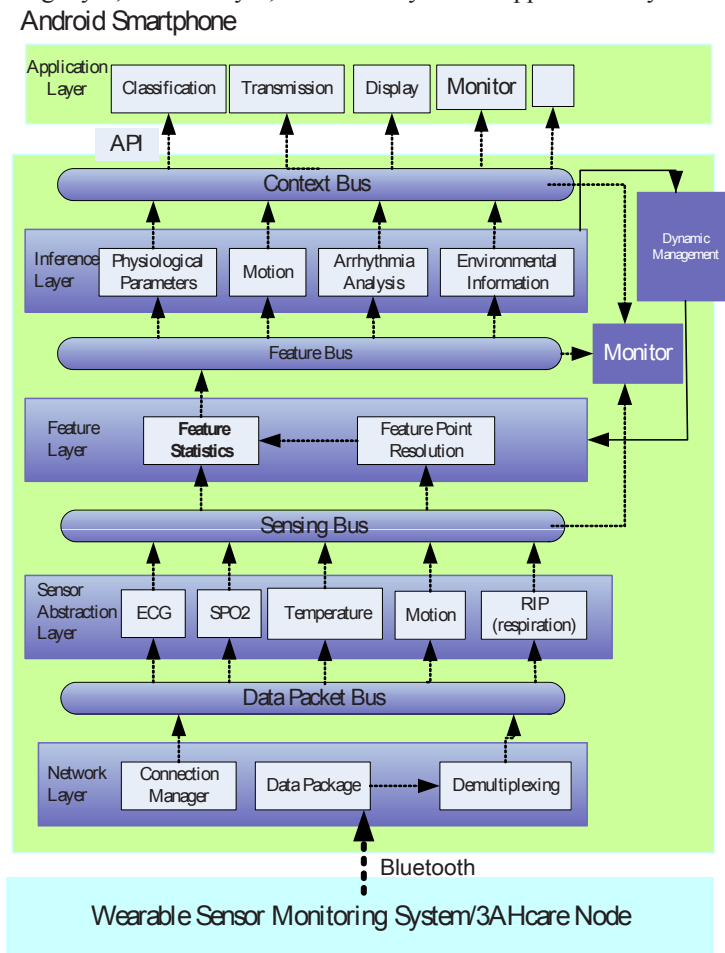 Android Smartphone
Application
Layer
Classification
Transmission
Display
Monitor
API
Context Bus
Dynamic
Management
Inference
Layer
Physiological
Parameters
Motion
Arrhythmia
Analysis
Environmental
Information
Feature Bus
Monitor
Feature
Layer
Feature
Statistics
Feature Point
Resolution
Sensing Bus
Sensor
Abstraction
Layer
ECG
SPO2
Temperature
Motion
RIP
(respiration)
Data Packet Bus
Network
Layer
Connection
Manager
Data Package
Demultiplexing
Bluetooth
Wearable Sensor Monitoring System/3AHcare Node